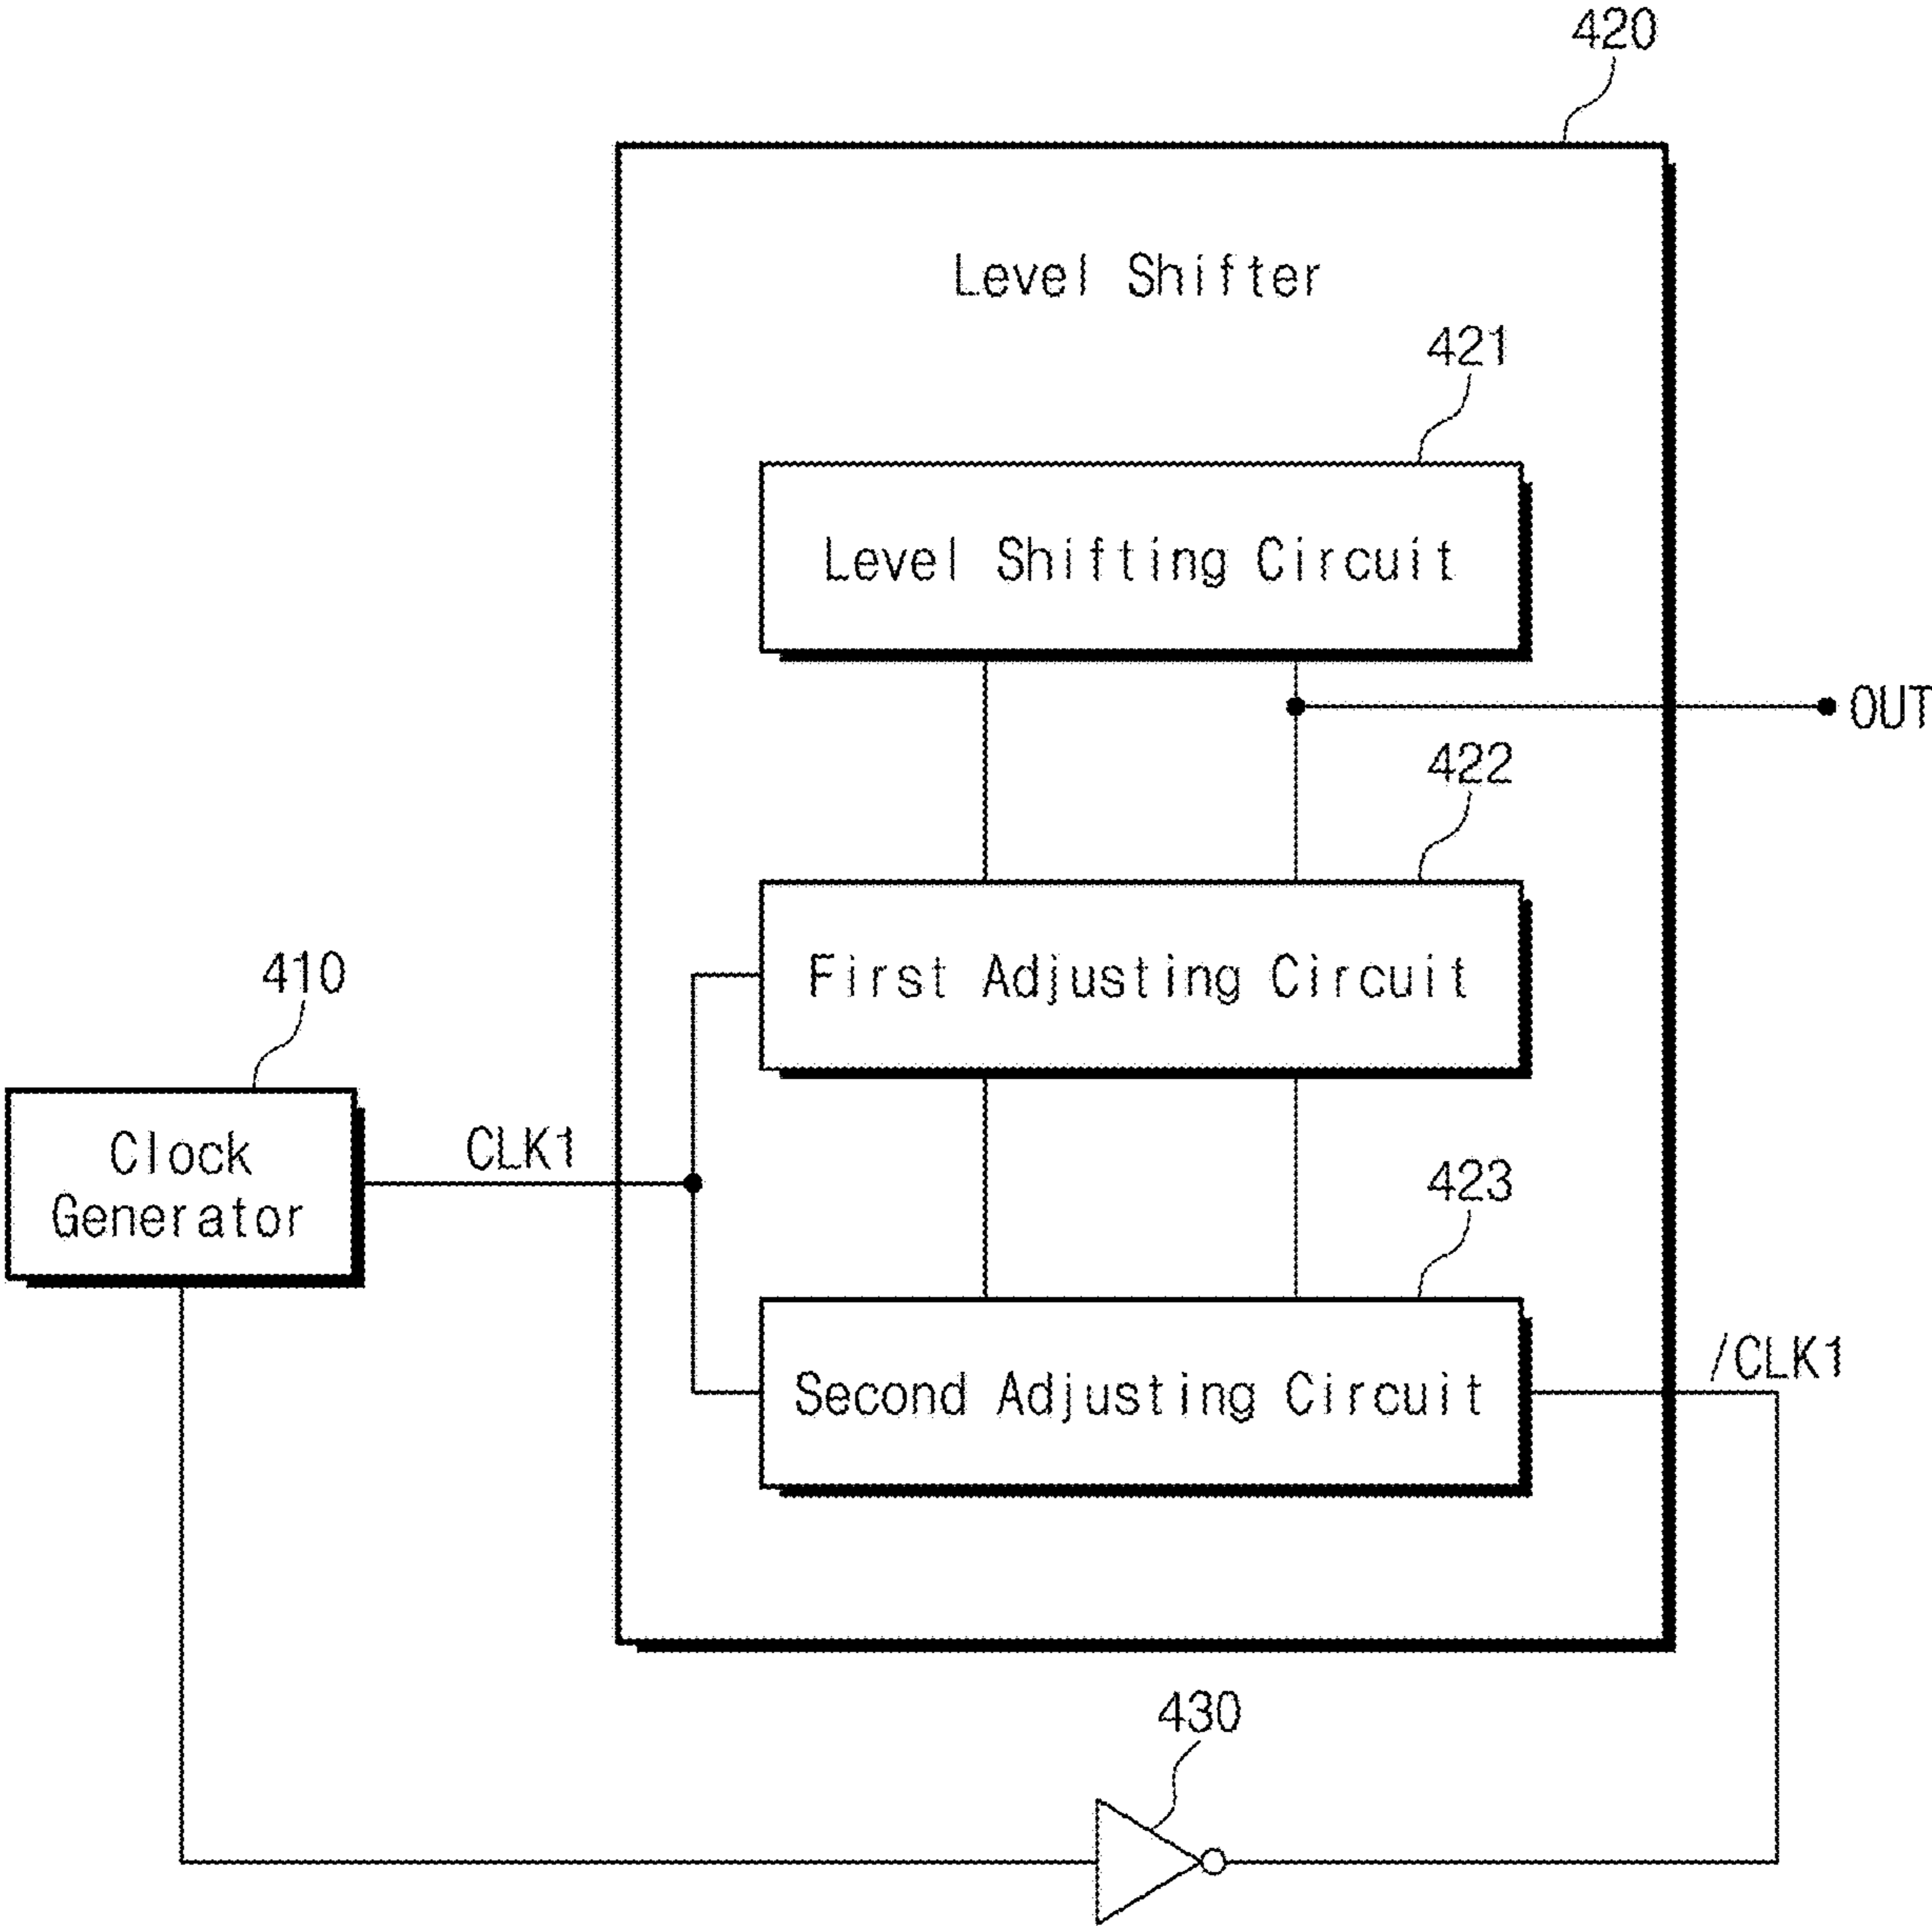 420
Level Shifter
421
Level Shifting Circuit
OUT
422
First Adjusting Circuit
410
Clock
Generator
CLK1
423
Second Adjusting Circuit
/CLK1
430